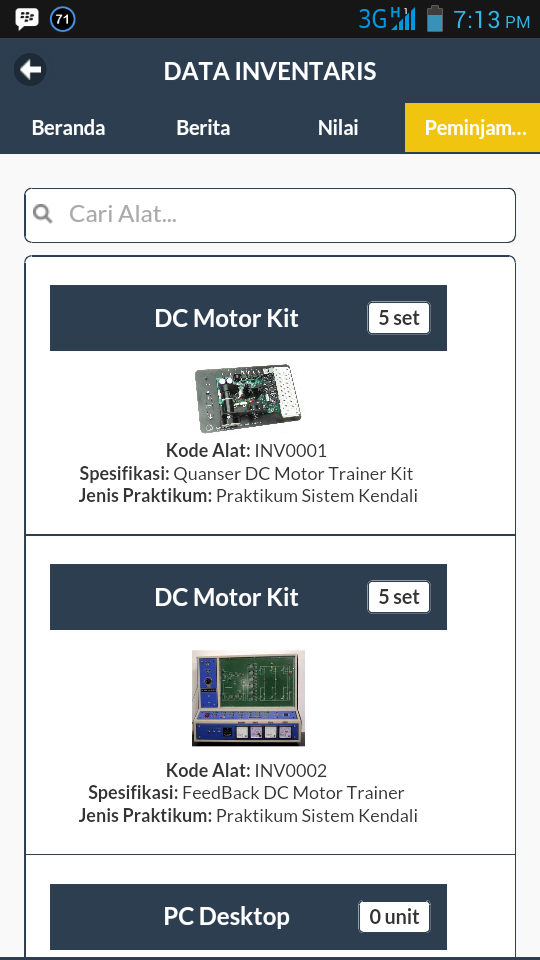 71
3G H 1 7:13 PM
DATA INVENTARIS
Beranda Berita Nilai Peminjam...
Cari Alat...
DC Motor Kit 5 set
Kode Alat: INV0001
Spesifikasi: Quanser DC Motor Trainer Kit
Jenis Praktikum: Praktikum Sistem Kendali
DC Motor Kit 5 set
Kode Alat: INV0002
Spesifikasi: FeedBack DC Motor Trainer
Jenis Praktikum: Praktikum Sistem Kendali
PC Desktop 0 unit